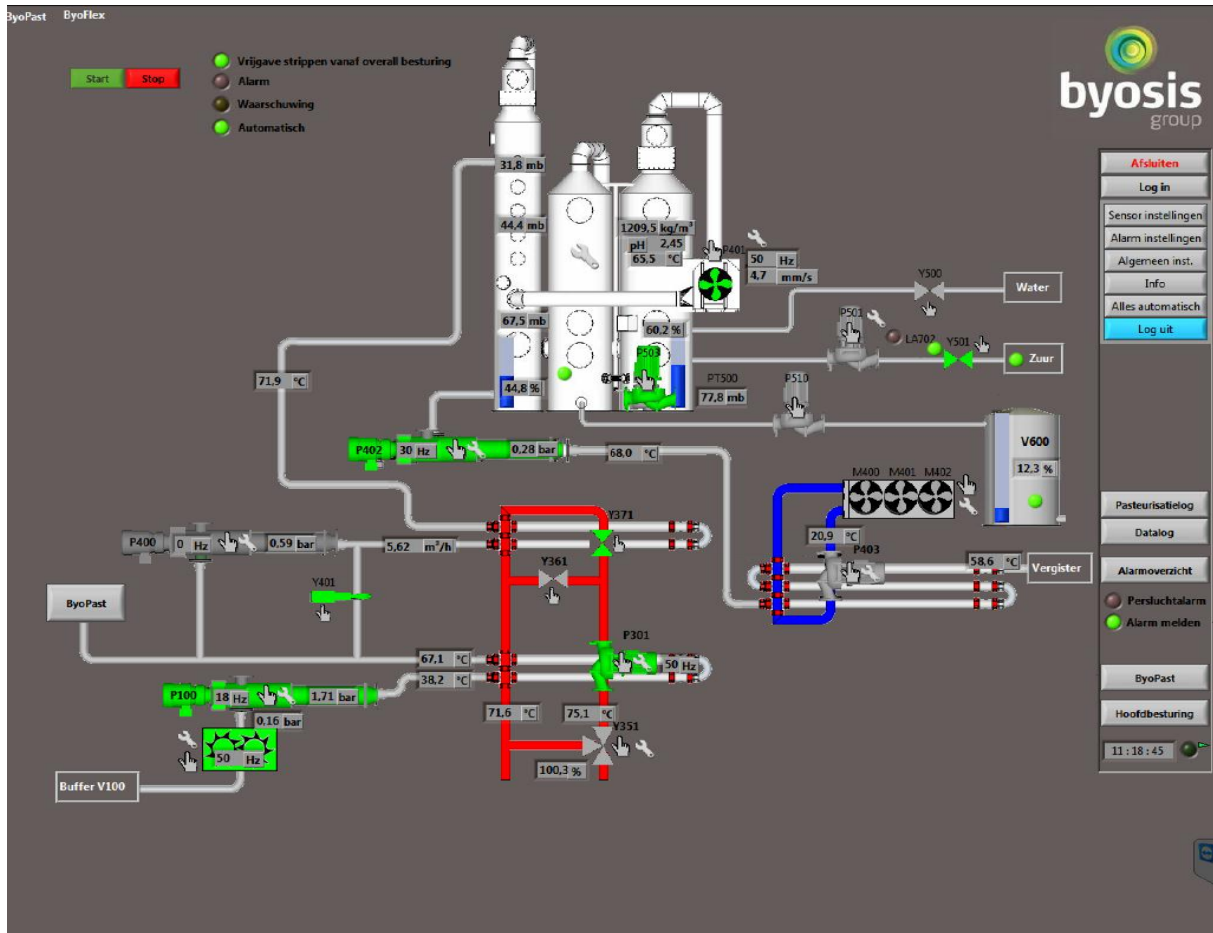 ByoPast ByoFlex
byosis
group
Start Stop
Vrijgave strippen vanaf overall besturing
Alarm
Waarschuwing
Automatisch
Afsluiten
Log in
Sensor instellingen
Alarm instellingen
Algemeen inst.
Info
Alles automatisch
Log uit
31,8 mb
44,4 mb
1209,5 kg/m³
pH 2,45
65,5 °C
P401
50 Hz
4,7 mm/s
Y500
Water
67,5 mb
60,2 %
P501
LA702
Y501
Zuur
P503
71,9 °C
44,8 %
PT500
77,8 mb
P510
P402 30 Hz 0,28 bar
68,0 °C
V600
12,3 %
M400 M401 M402
Pasteurisatielog
Datalog
Y371
P400 0 Hz 0,59 bar
5,62 m³/h
20,9 °C
P403
58,6 °C
Vergister
Y361
Alarmoverzicht
Y401
ByoPast
Persluchtalarm
Alarm melden
P301
67,1 °C
50 Hz
38,2 °C
ByoPast
P100 18 Hz 1,71 bar
0,16 bar
71,6 °C
75,1 °C
Y351
Hoofdbesturing
50 Hz
100,3 %
11:18:45
Buffer V100